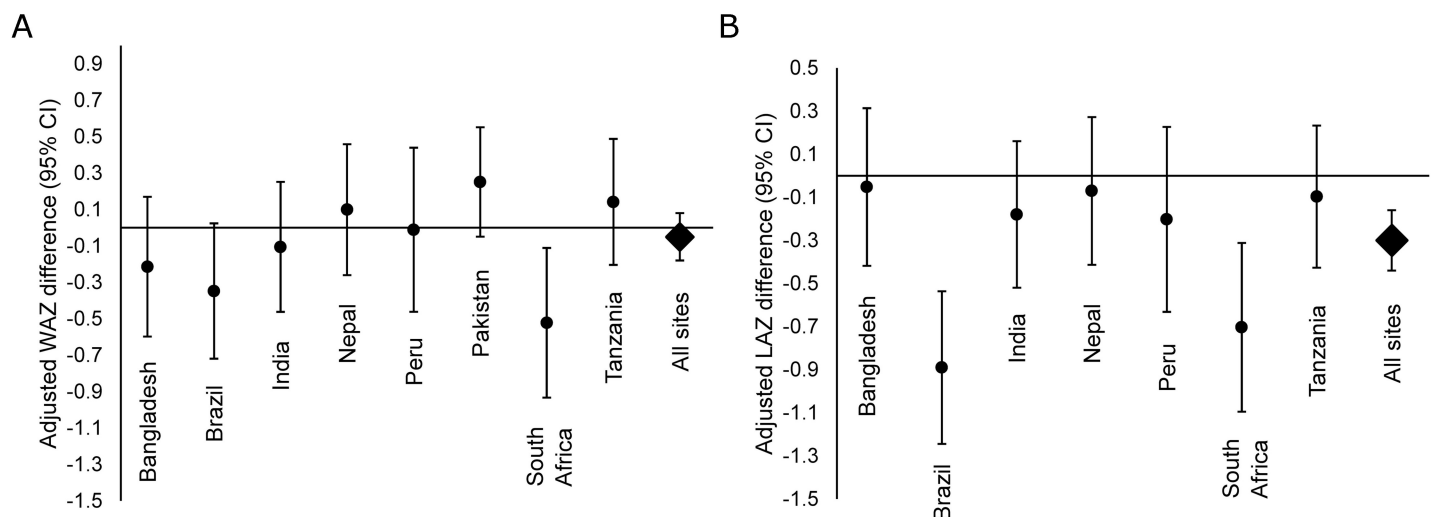 A
Adjusted WAZ difference (95% CI)
0.9
0.7
0.5
0.3
0.1
-0.1
-0.3
-0.5
-0.7
-0.9
-1.1
-1.3
-1.5
Bangladesh
Brazil
India
Nepal
Peru
Pakistan
South
Africa
Tanzania
All sites
B
Adjusted LAZ difference (95% CI)
0.5
0.3
0.1
-0.1
-0.3
-0.5
-0.7
-0.9
-1.1
-1.3
-1.5
Bangladesh
Brazil
India
Nepal
Peru
South
Africa
Tanzania
All sites